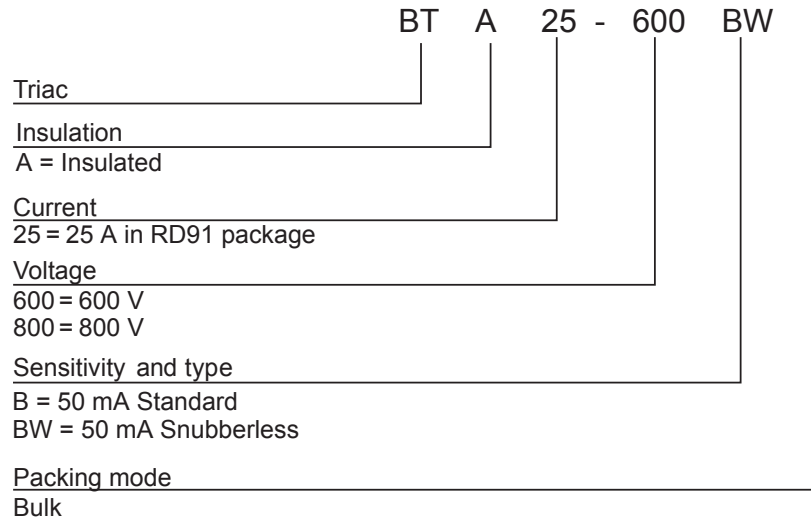 BT A 25 - 600 BW
Triac
Insulation
A = Insulated
Current
25 = 25 A in RD91 package
Voltage
600 = 600 V
800 = 800 V
Sensitivity and type
B = 50 mA Standard
BW = 50 mA Snubberless
Packing mode
Bulk